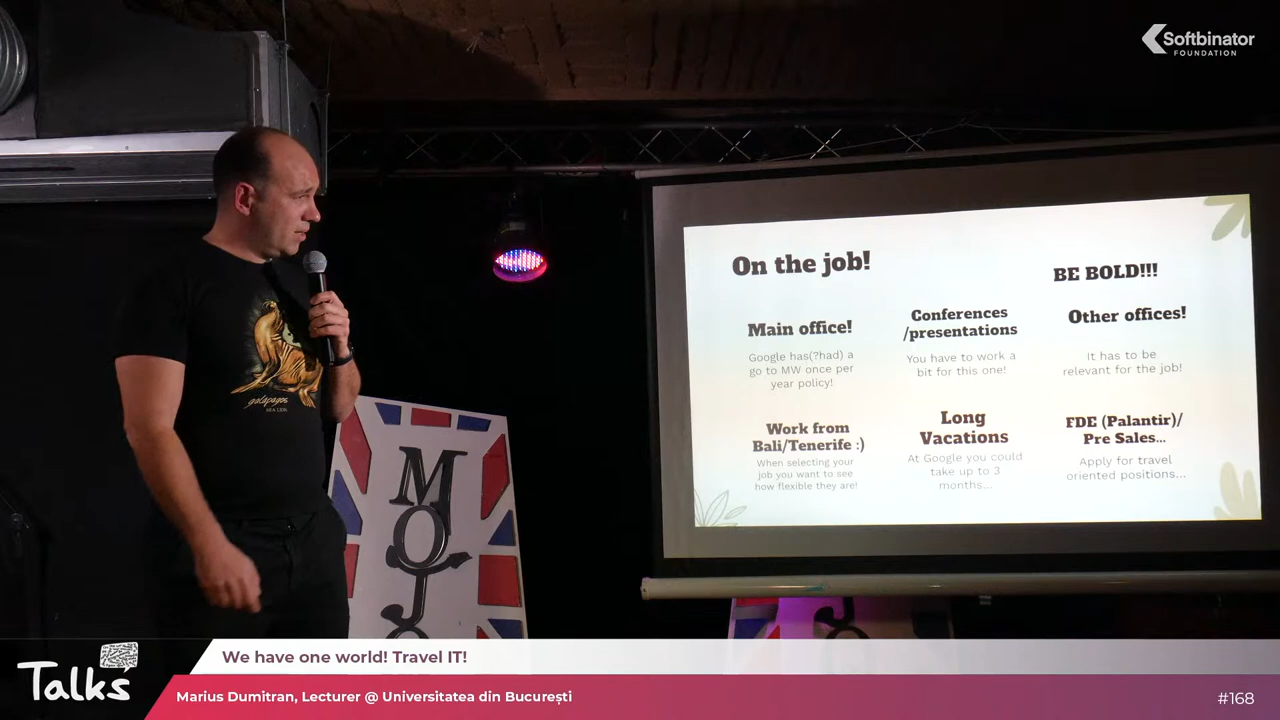 Softbinator
FOUNDATION
On the job!
BE BOLD!!!
Main office!
Google has(?had) a
go to MW once per
year policy!
Conferences
/presentations
You have to work a
bit for this one!
Other offices!
It has to be
relevant for the job!
Work from
Bali/Tenerife :)
When selecting your
job you want to see
how flexible they are!
Long
Vacations
At Google you could
take up to 3
months...
FDE (Palantir)/
Pre Sales...
Apply for travel
oriented positions...
galapagos
SEA LION
MOJO
Talks
We have one world! Travel IT!
Marius Dumitran, Lecturer @ Universitatea din București
#168